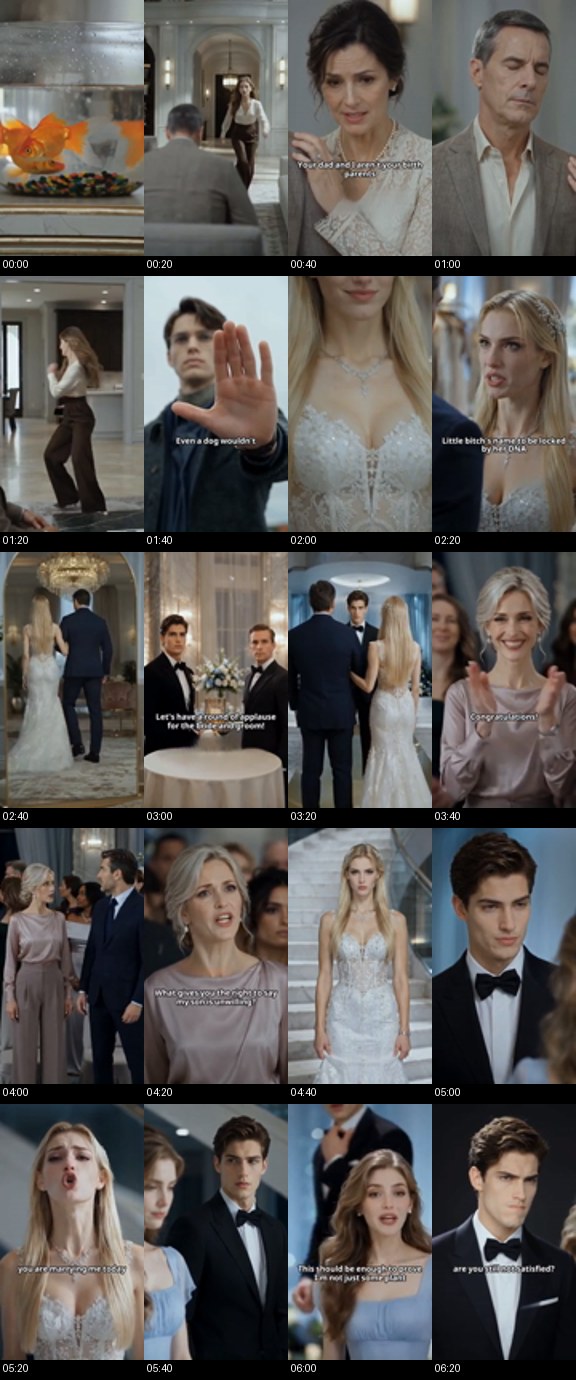 00:00
00:20
Your dad and I aren't your birth
parents
00:40
01:00
01:20
Even a dog wouldn't
01:40
02:00
Little bitch's name to be locked
by her DNA
02:20
02:40
Let's have a round of applause
for the bride and groom!
03:00
03:20
Congratulations!
03:40
04:00
What gives you the right to say
my son is unwilling?
04:20
04:40
05:00
you are marrying me today
05:20
05:40
This should be enough to prove
I'm not just some plant
06:00
are you still not satisfied?
06:20